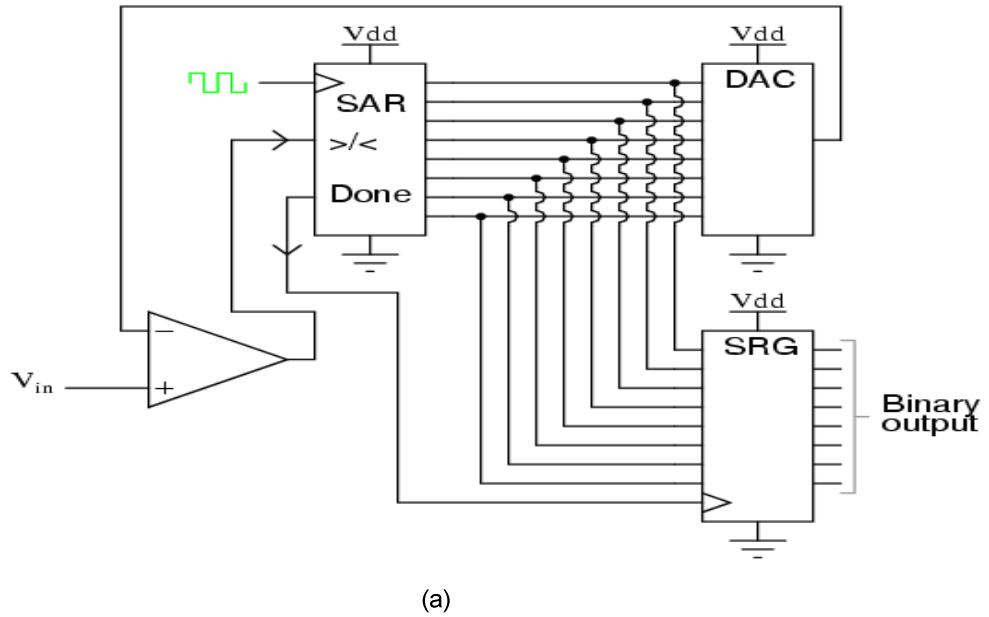 Vdd
Vdd
SAR
DAC
>/<
Done
Vdd
SRG
−
Vin
+
Binary
output
(a)